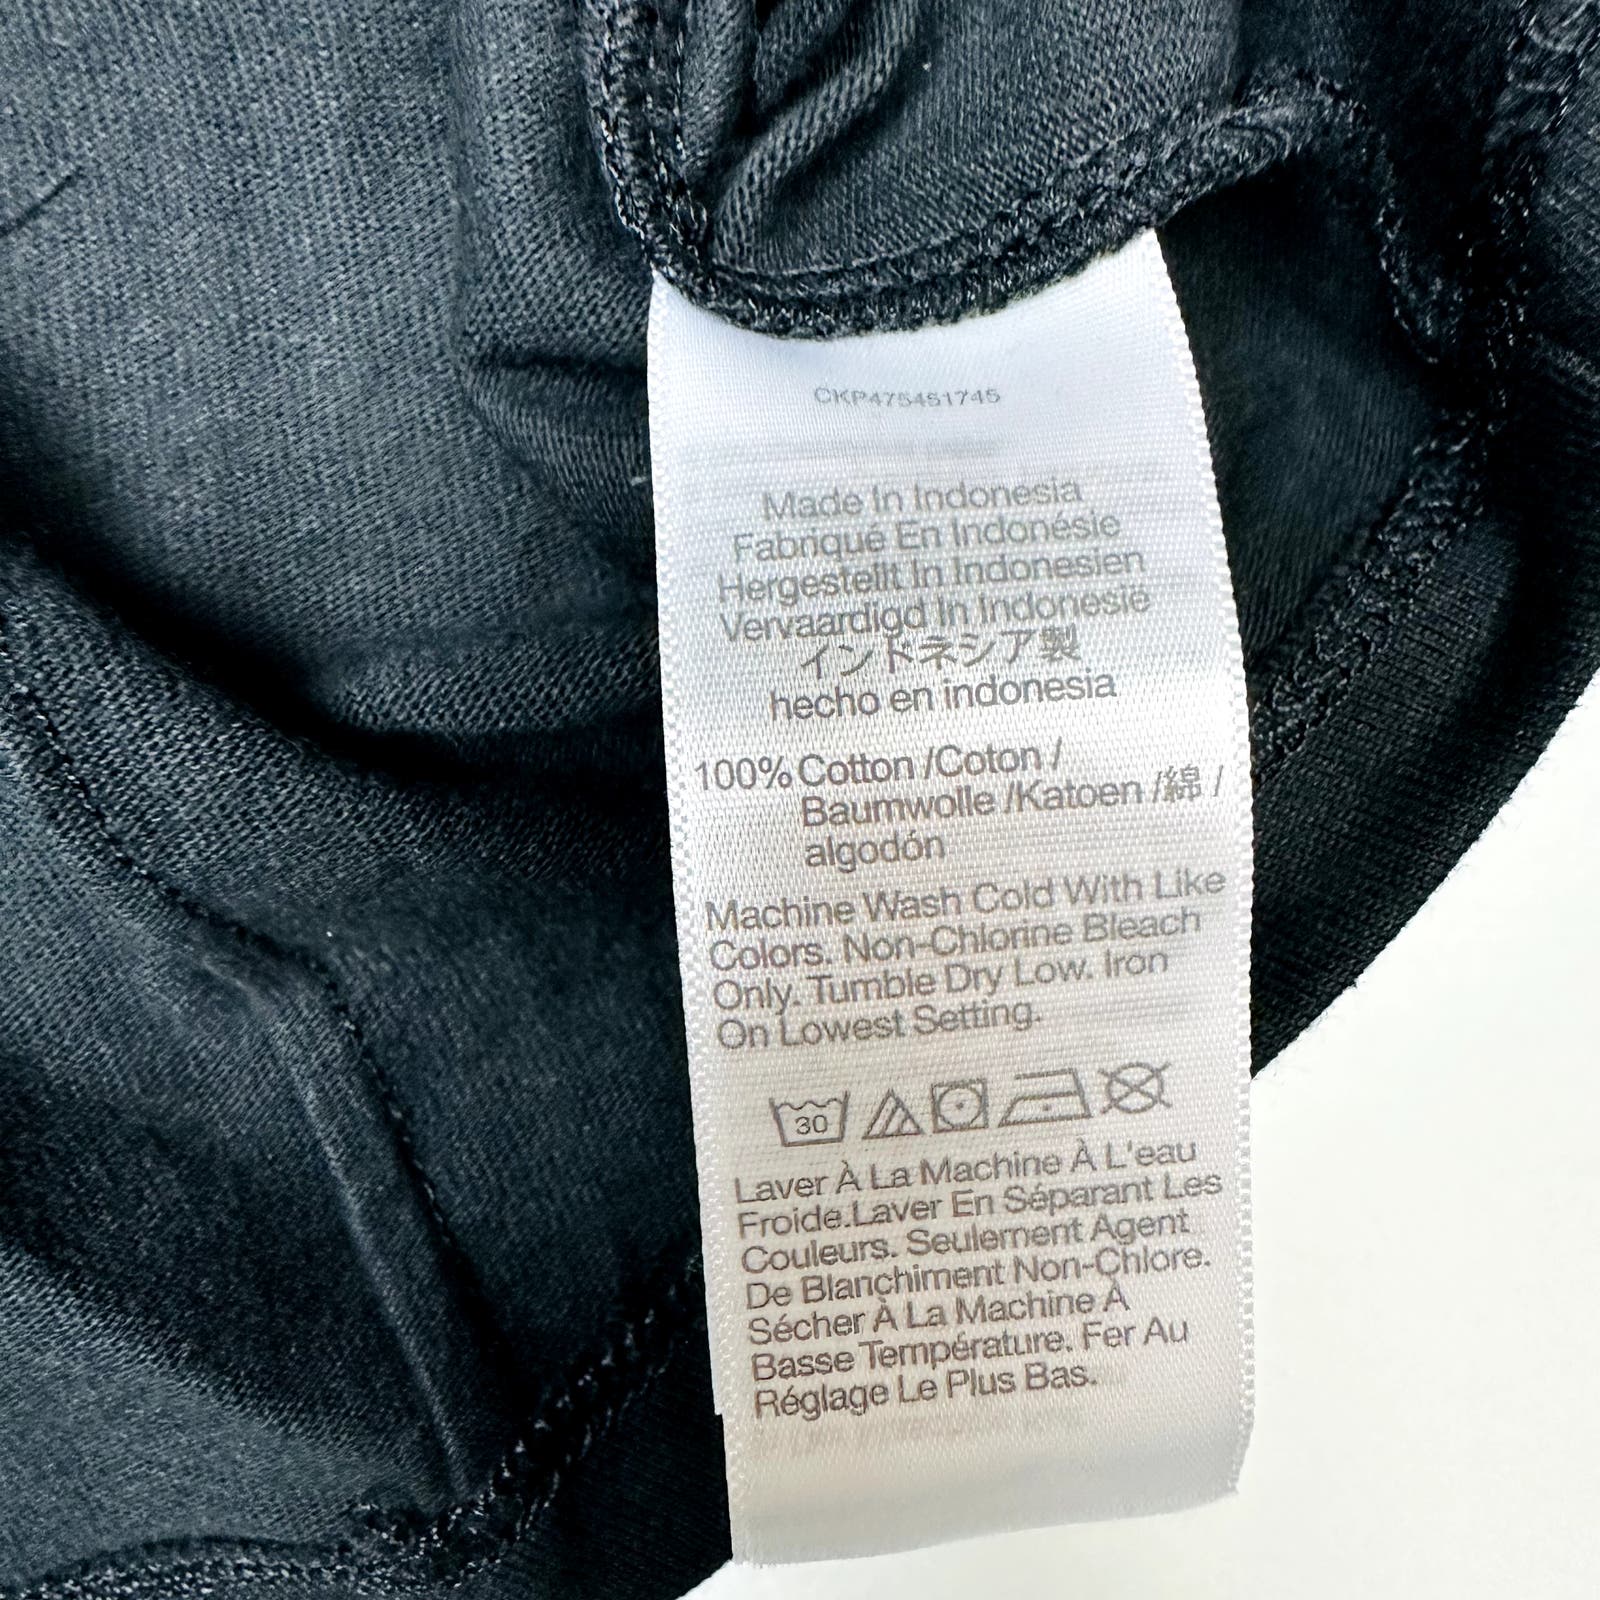 CKP475451745
Made In Indonesia
Fabriqué En Indonésie
Hergestellt In Indonesien
Vervaardigd In Indonesië
インドネシア製
hecho en indonesia
100% Cotton /Coton /
Baumwolle /Katoen /綿 /
algodón
Machine Wash Cold With Like
Colors. Non-Chlorine Bleach
Only. Tumble Dry Low. Iron
On Lowest Setting.
30
Laver À La Machine À L'eau
Froide.Laver En Séparant Les
Couleurs. Seulement Agent
De Blanchiment Non-Chlore.
Sécher À La Machine À
Basse Température. Fer Au
Réglage Le Plus Bas.